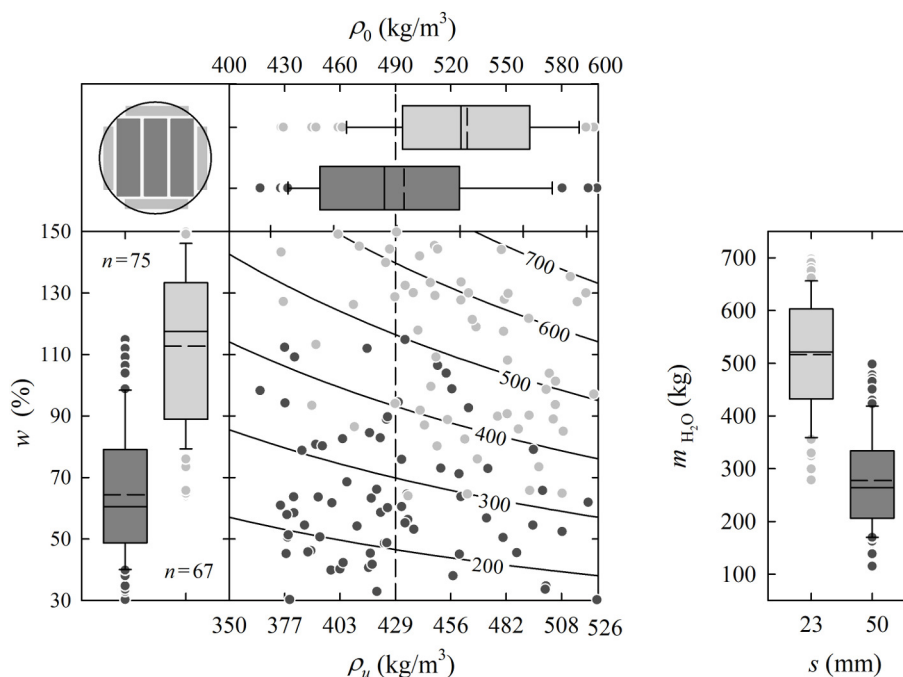 ρ₀ (kg/m³)
400 430 460 490 520 550 580 600
150 130 110 90 70 50 30
w (%)
n = 75
n = 67
700
600
500
400
300
200
350 377 403 429 456 482 508 526
ρᵤ (kg/m³)
700 600 500 400 300 200 100
m H₂O (kg)
23 50
s (mm)